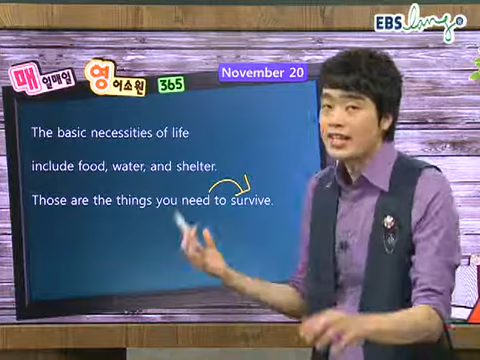 EBSlang
매일매일 영어소원 365
November 20
The basic necessities of life
include food, water, and shelter.
Those are the things you need to survive.
EBS